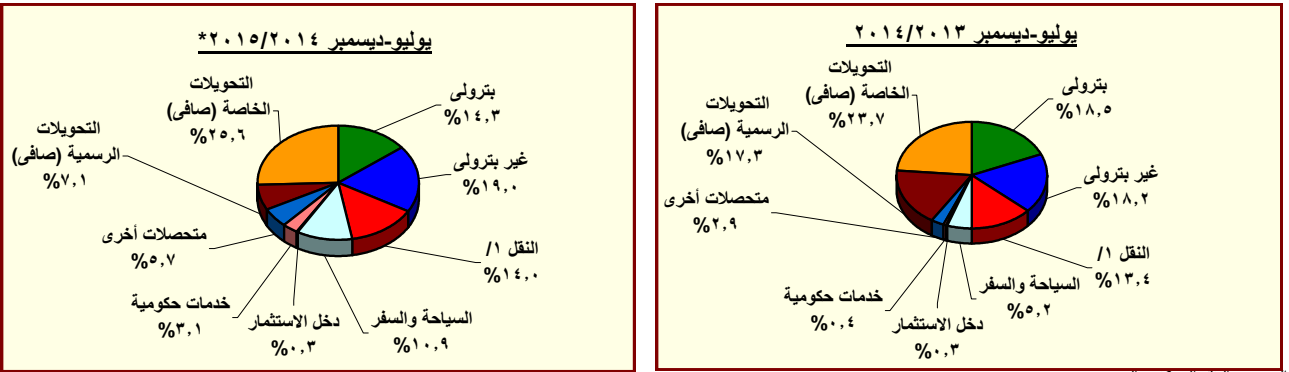 يوليو-ديسمبر ٢٠١٤/٢٠١٣
بترولى
%١٨,٥
غير بترولى
%١٨,٢
النقل ١/
%١٣,٤
السياحة والسفر
%٥,٢
دخل الاستثمار
%٠,٣
خدمات حكومية
%٠,٤
متحصلات أخرى
%٢,٩
التحويلات
الرسمية (صافى)
%١٧,٣
التحويلات
الخاصة (صافى)
%٢٣,٧
يوليو-ديسمبر ٢٠١٥/٢٠١٤*
بترولى
%١٤,٣
غير بترولى
%١٩,٠
النقل ١/
%١٤,٠
السياحة والسفر
%١٠,٩
دخل الاستثمار
%٠,٣
خدمات حكومية
%٣,١
متحصلات أخرى
%٥,٧
التحويلات
الرسمية (صافى)
%٧,١
التحويلات
الخاصة (صافى)
%٢٥,٦